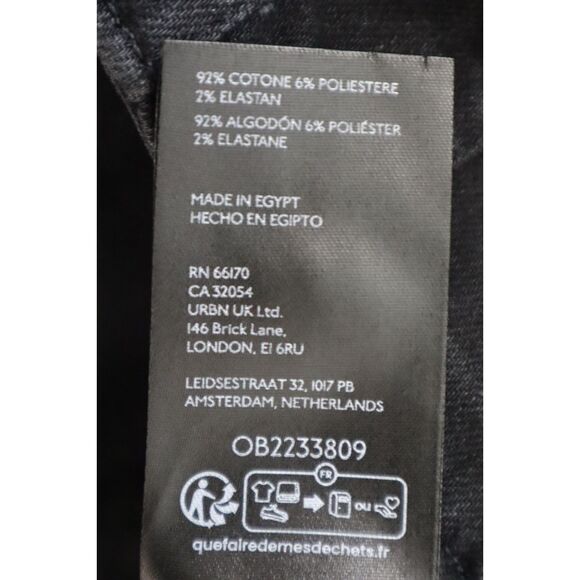 92% COTONE 6% POLIESTERE
2% ELASTAN
92% ALGODÓN 6% POLIÉSTER
2% ELASTANE
MADE IN EGYPT
HECHO EN EGIPTO
RN 66170
CA 32054
URBN UK Ltd.
146 Brick Lane,
LONDON, E1 6RU
LEIDSESTRAAT 32, 1017 PB
AMSTERDAM, NETHERLANDS
OB2233809
FR
ou
quefairedemesdechets.fr